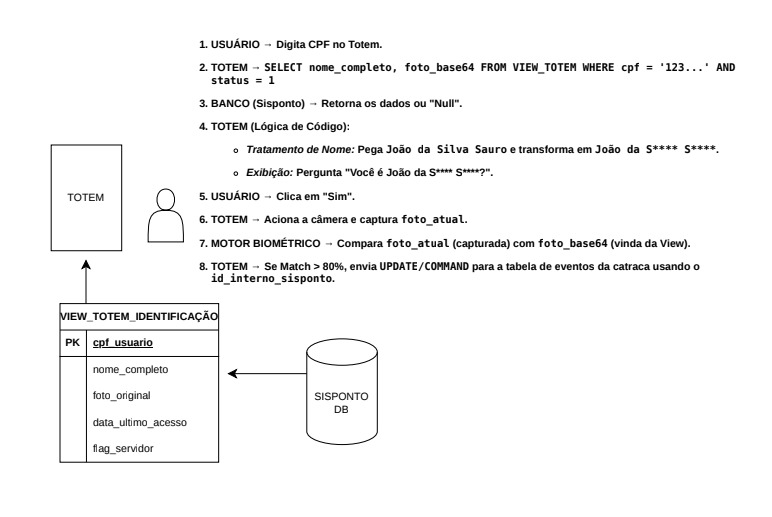 1. USUÁRIO → Digita CPF no Totem.
2. TOTEM → SELECT nome_completo, foto_base64 FROM VIEW_TOTEM WHERE cpf = '123...' AND
status = 1
3. BANCO (Sisponto) → Retorna os dados ou "Null".
4. TOTEM (Lógica de Código):
○ Tratamento de Nome: Pega João da Silva Sauro e transforma em João da S**** S****.
○ Exibição: Pergunta "Você é João da S**** S****?".
5. USUÁRIO → Clica em "Sim".
6. TOTEM → Aciona a câmera e captura foto_atual.
7. MOTOR BIOMÉTRICO → Compara foto_atual (capturada) com foto_base64 (vinda da View).
8. TOTEM → Se Match > 80%, envia UPDATE/COMMAND para a tabela de eventos da catraca usando o
id_interno_sisponto.
TOTEM
VIEW_TOTEM_IDENTIFICAÇÃO
PK cpf_usuario
nome_completo
foto_original
data_ultimo_acesso
flag_servidor
SISPONTO
DB